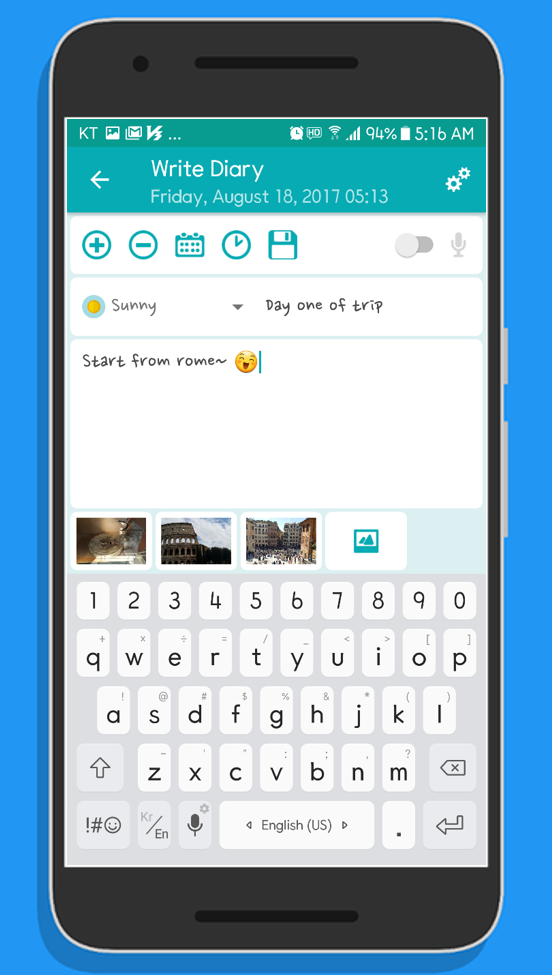 KT ... HD 94% 5:16 AM
Write Diary
Friday, August 18, 2017 05:13
Sunny Day one of trip
Start from rome~ 😄
1 2 3 4 5 6 7 8 9 0
+ × ÷ = / _ < > [ ]
q w e r t y u i o p
! @ # $ % & * ( )
a s d f g h j k l
- ' " : ; , ?
z x c v b n m
!#☺ Kr/En English (US) .